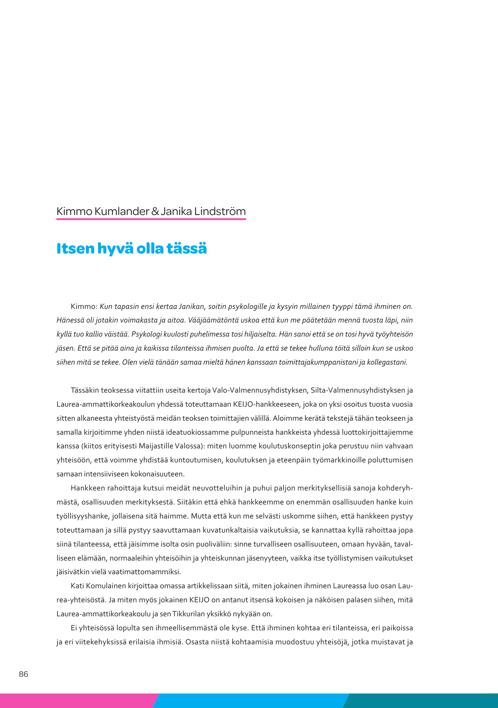 Kimmo Kumlander & Janika Lindström
Itsen hyvä olla tässä
Kimmo: Kun tapasin ensi kertaa Janikan, soitin psykologille ja kysyin millainen tyyppi tämä ihminen on.
Hänessä oli jotakin voimakasta ja aitoa. Vääjäämätöntä uskoa että kun me päätetään mennä tuosta läpi, niin
kyllä tuo kallio väistää. Psykologi kuulosti puhelimessa tosi hiljaiselta. Hän sanoi että se on tosi hyvä työyhteisön
jäsen. Että se pitää aina ja kaikissa tilanteissa ihmisen puolta. Ja että se tekee hulluna töitä silloin kun se uskoo
siihen mitä se tekee. Olen vielä tänään samaa mieltä hänen kanssaan toimittajakumppanistani ja kollegastani.
Tässäkin teoksessa viitattiin useita kertoja Valo-Valmennusyhdistyksen, Silta-Valmennusyhdistyksen ja
Laurea-ammattikorkeakoulun yhdessä toteuttamaan KEIJO-hankkeeseen, joka on yksi osoitus tuosta vuosia
sitten alkaneesta yhteistyöstä meidän teoksen toimittajien välillä. Aloimme kerätä tekstejä tähän teokseen ja
samalla kirjoitimme yhden niistä ideatuokiossamme pulpunneista hankkeista yhdessä luottokirjoittajiemme
kanssa (kiitos erityisesti Maijastille Valossa): miten luomme koulutuskonseptin joka perustuu niin vahvaan
yhteisöön, että voimme yhdistää kuntoutumisen, koulutuksen ja eteenpäin työmarkkinoille poluttumisen
samaan intensiiviseen kokonaisuuteen.
Hankkeen rahoittaja kutsui meidät neuvotteluihin ja puhui paljon merkityksellisiä sanoja kohderyh-
mästä, osallisuuden merkityksestä. Siitäkin että ehkä hankkeemme on enemmän osallisuuden hanke kuin
työllisyyshanke, jollaisena sitä haimme. Mutta että kun me selvästi uskomme siihen, että hankkeen pystyy
toteuttamaan ja sillä pystyy saavuttamaan kuvatunkaltaisia vaikutuksia, se kannattaa kyllä rahoittaa jopa
siinä tilanteessa, että jäisimme isolta osin puoliväliin: sinne turvalliseen osallisuuteen, omaan hyvään, taval-
liseen elämään, normaaleihin yhteisöihin ja yhteiskunnan jäsenyyteen, vaikka itse työllistymisen vaikutukset
jäisivätkin vielä vaatimattomammiksi.
Kati Komulainen kirjoittaa omassa artikkelissaan siitä, miten jokainen ihminen Laureassa luo osan Lau-
rea-yhteisöstä. Ja miten myös jokainen KEIJO on antanut itsensä kokoisen ja näköisen palasen siihen, mitä
Laurea-ammattikorkeakoulu ja sen Tikkurilan yksikkö nykyään on.
Ei yhteisössä lopulta sen ihmeellisemmästä ole kyse. Että ihminen kohtaa eri tilanteissa, eri paikoissa
ja eri viitekehyksissä erilaisia ihmisiä. Osasta niistä kohtaamisia muodostuu yhteisöjä, jotka muistavat ja
86